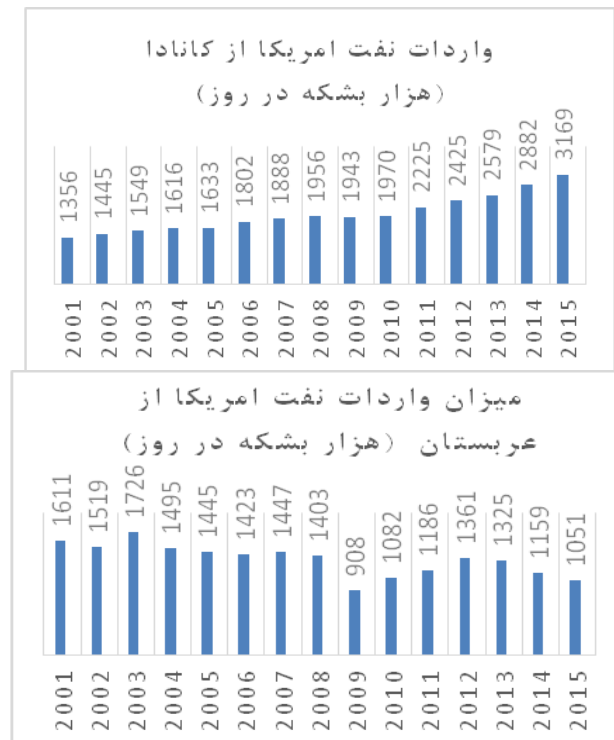 واردات نفت امریکا از کانادا
(هزار بشکه در روز)
1356 1445 1549 1616 1633 1802 1888 1956 1943 1970 2225 2425 2579 2882 3169
2001 2002 2003 2004 2005 2006 2007 2008 2009 2010 2011 2012 2013 2014 2015
میزان واردات نفت امریکا از
عربستان (هزار بشکه در روز)
1611 1519 1726 1495 1445 1423 1447 1403 908 1082 1186 1361 1325 1159 1051
2001 2002 2003 2004 2005 2006 2007 2008 2009 2010 2011 2012 2013 2014 2015